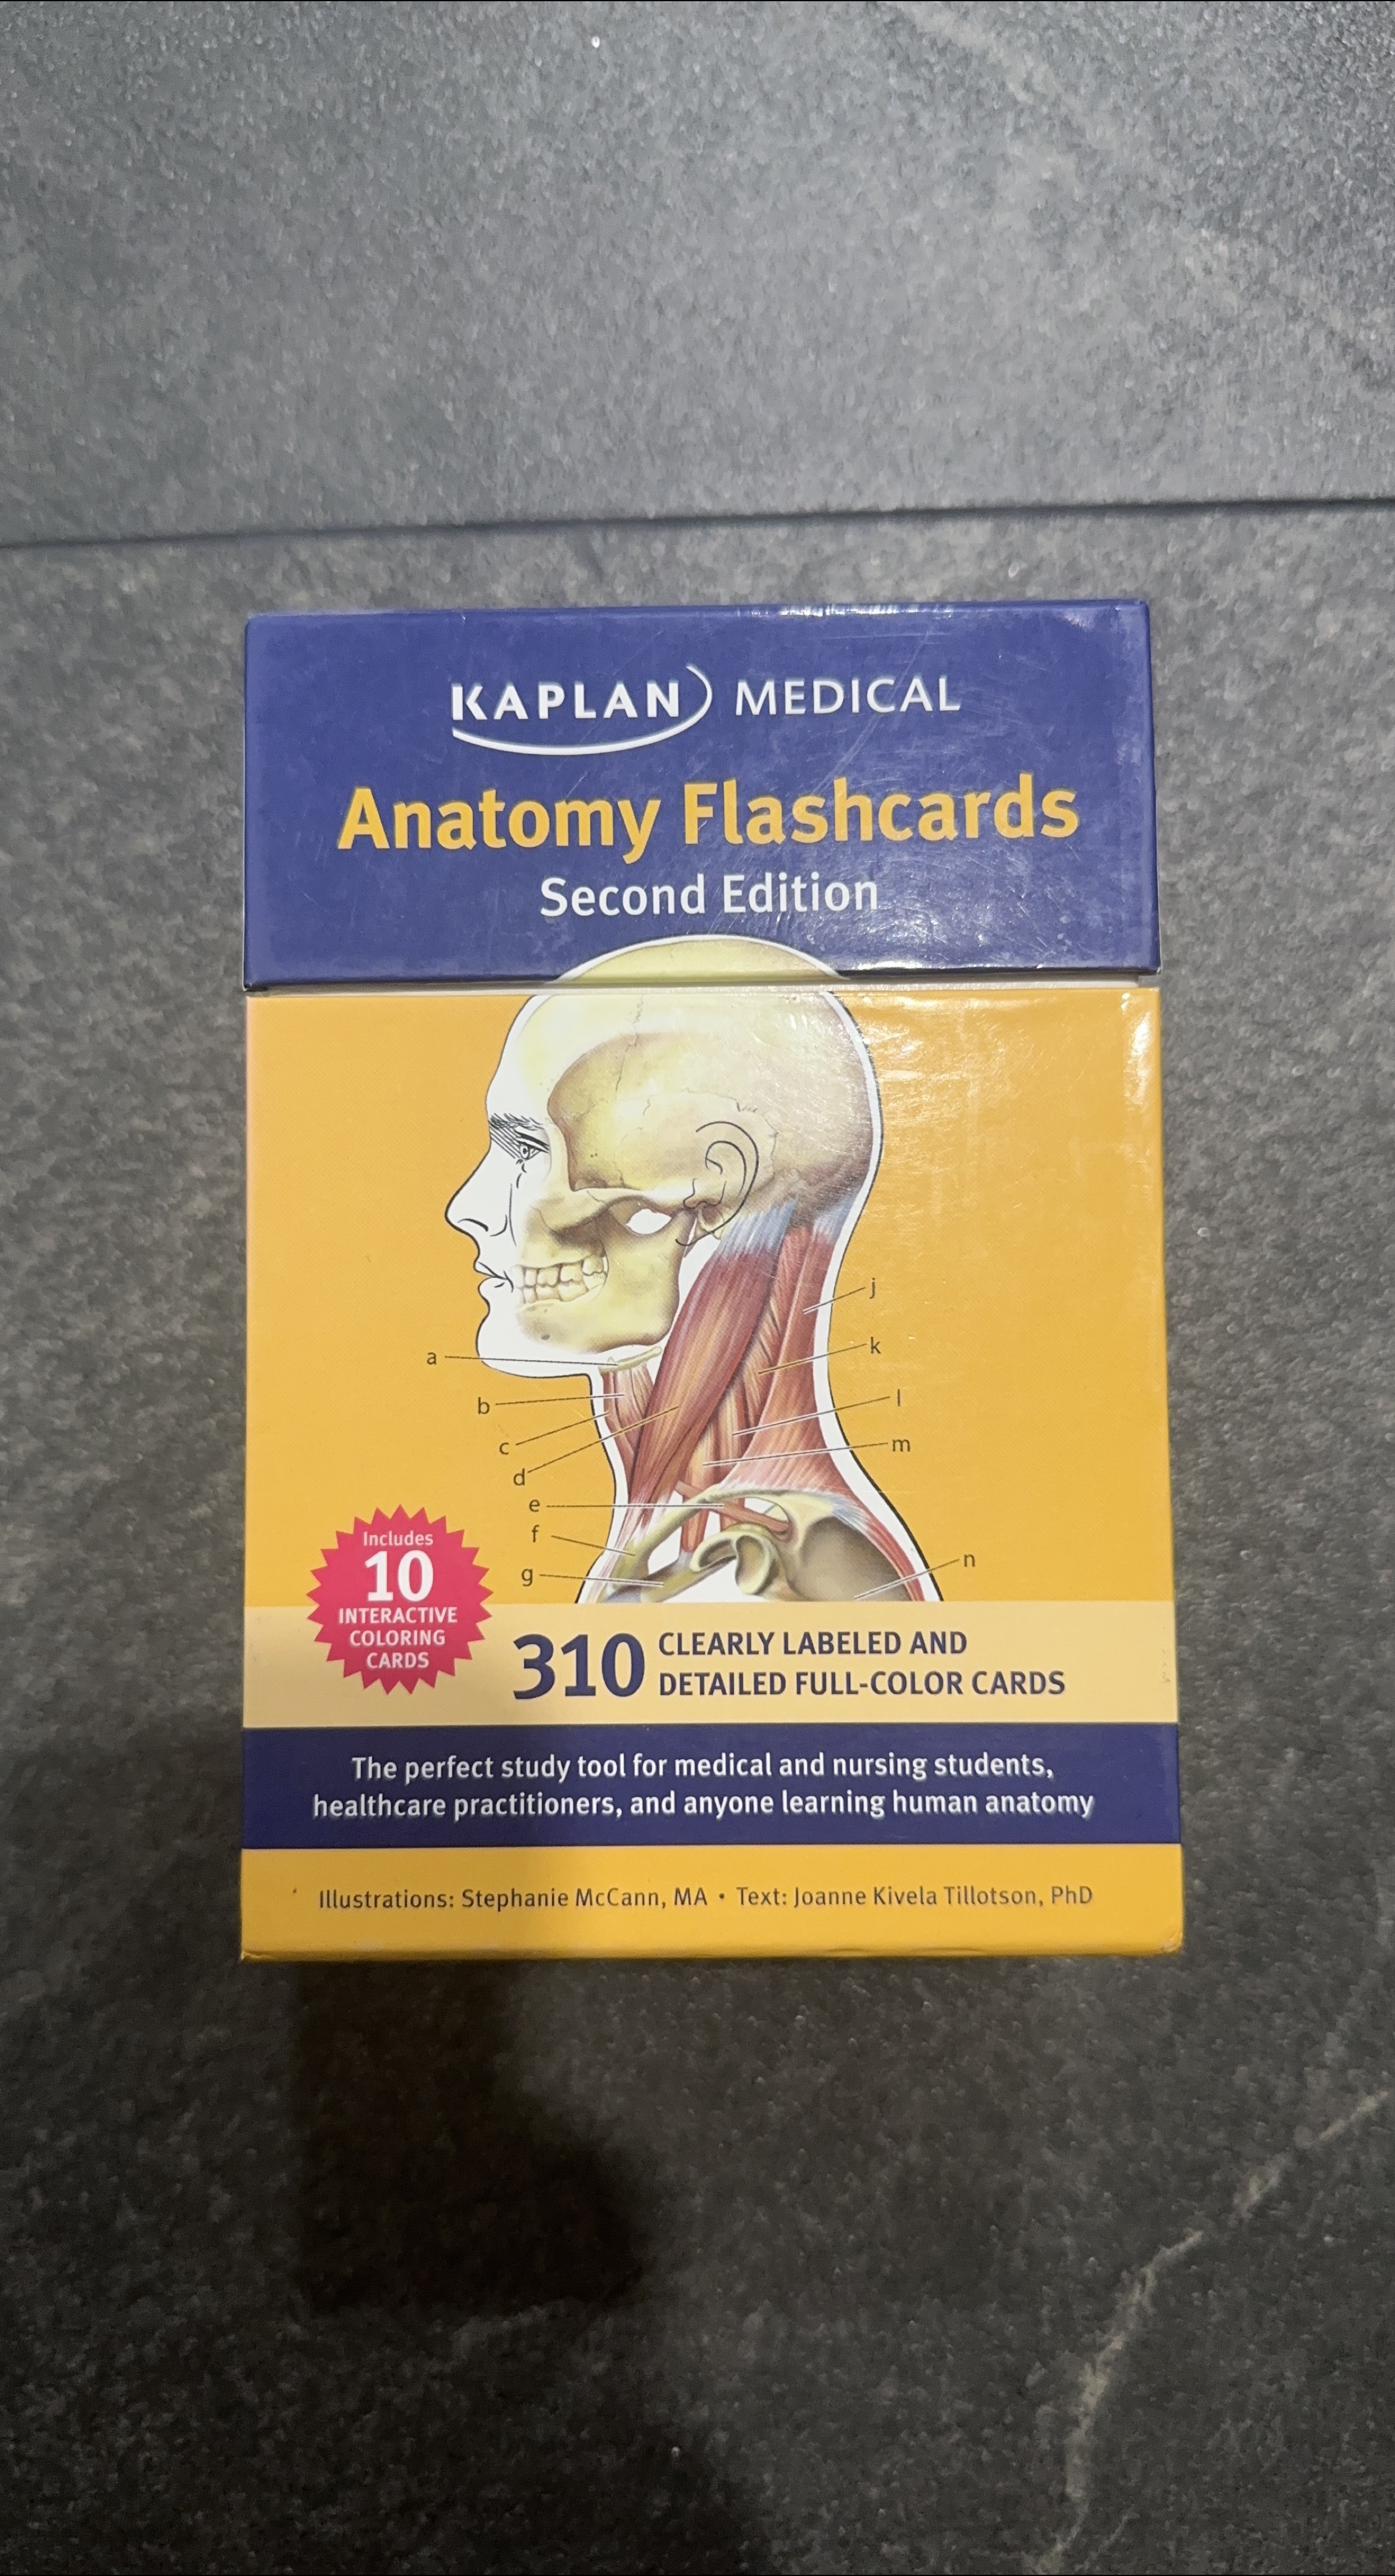 KAPLAN MEDICAL
Anatomy Flashcards
Second Edition
j
a
k
b
l
c
m
d
e
f
n
g
Includes
10
INTERACTIVE
COLORING
CARDS
310 CLEARLY LABELED AND
DETAILED FULL-COLOR CARDS
The perfect study tool for medical and nursing students,
healthcare practitioners, and anyone learning human anatomy
Illustrations: Stephanie McCann, MA • Text: Joanne Kivela Tillotson, PhD